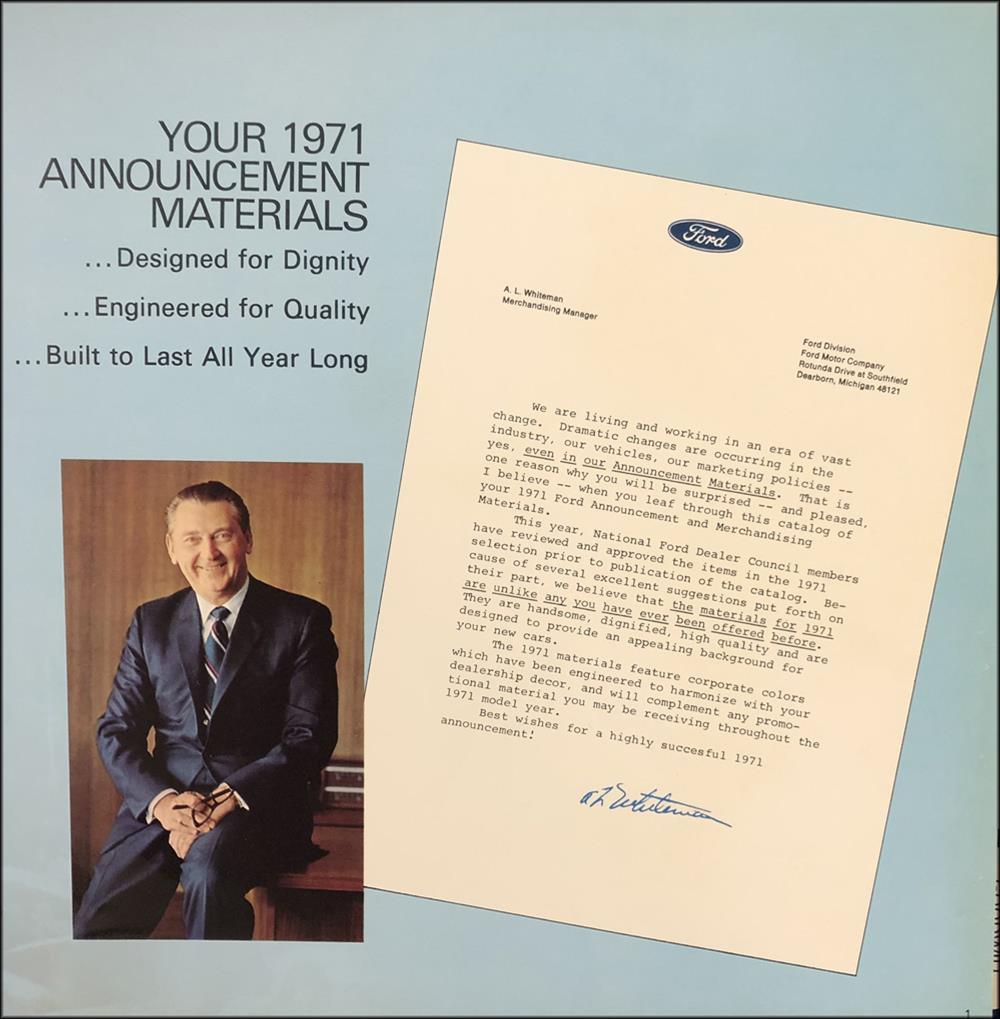 YOUR 1971
ANNOUNCEMENT
MATERIALS
...Designed for Dignity
...Engineered for Quality
...Built to Last All Year Long
Ford
A. L. Whiteman
Merchandising Manager
Ford Division
Ford Motor Company
Rotunda Drive at Southfield
Dearborn, Michigan 48121
We are living and working in an era of vast
change. Dramatic changes are occurring in the
industry, our vehicles, our marketing policies --
yes, even in our Announcement Materials. That is
one reason why you will be surprised -- and pleased,
I believe -- when you leaf through this catalog of
your 1971 Ford Announcement and Merchandising
Materials.
This year, National Ford Dealer Council members
have reviewed and approved the items in the 1971
selection prior to publication of the catalog. Be-
cause of several excellent suggestions put forth on
their part, we believe that the materials for 1971
are unlike any you have ever been offered before.
They are handsome, dignified, high quality and are
designed to provide an appealing background for
your new cars.
The 1971 materials feature corporate colors
which have been engineered to harmonize with your
dealership decor, and will complement any promo-
tional material you may be receiving throughout the
1971 model year.
Best wishes for a highly succesful 1971
announcement!
A L Whiteman
1